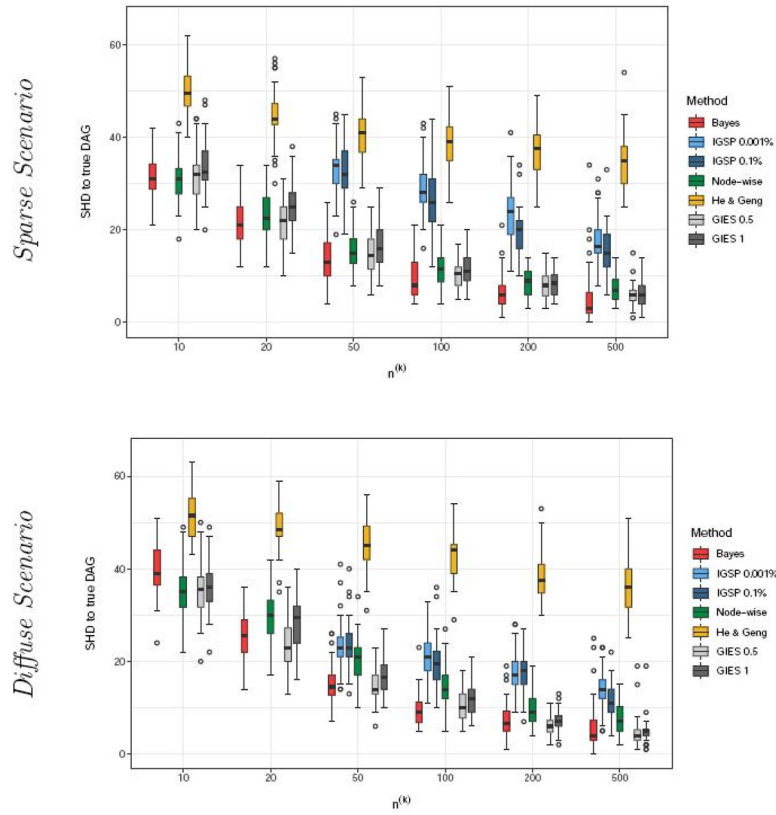 Sparse Scenario
SHD to true DAG
60
40
20
0
10
20
50
100
200
500
n(k)
Method
Bayes
IGSP 0.001%
IGSP 0.1%
Node-wise
He & Geng
GIES 0.5
GIES 1
Diffuse Scenario
SHD to true DAG
60
40
20
0
10
20
50
100
200
500
n(k)
Method
Bayes
IGSP 0.001%
IGSP 0.1%
Node-wise
He & Geng
GIES 0.5
GIES 1